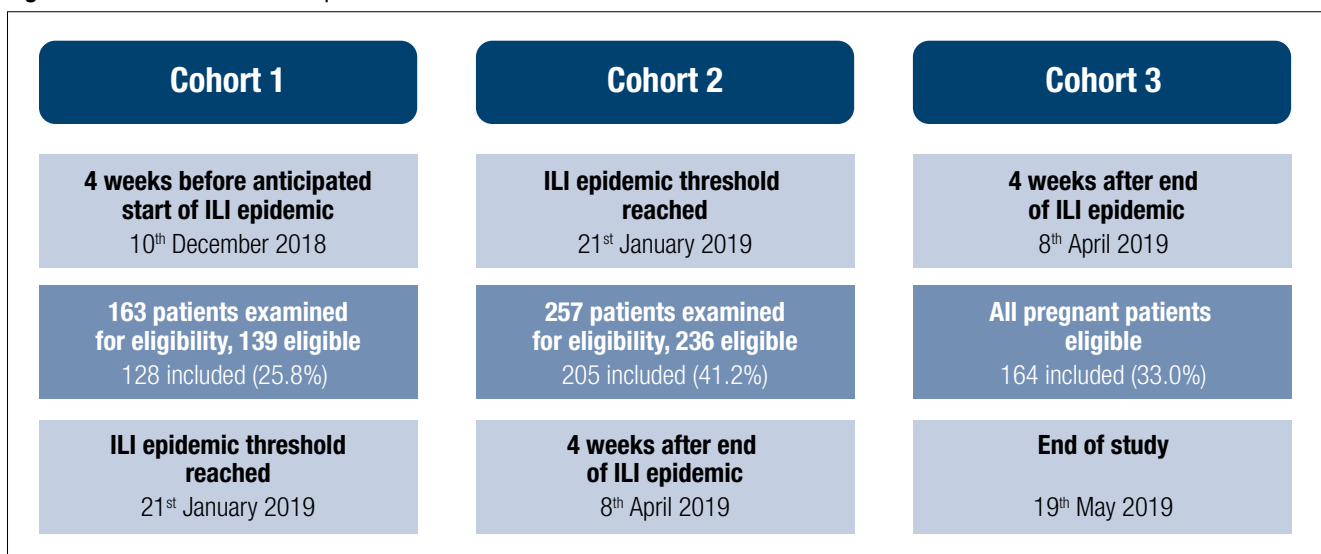 Cohort 1
4 weeks before anticipated
start of ILI epidemic
10th December 2018
163 patients examined
for eligibility, 139 eligible
128 included (25.8%)
ILI epidemic threshold
reached
21st January 2019
Cohort 2
ILI epidemic threshold
reached
21st January 2019
257 patients examined
for eligibility, 236 eligible
205 included (41.2%)
4 weeks after end
of ILI epidemic
8th April 2019
Cohort 3
4 weeks after end
of ILI epidemic
8th April 2019
All pregnant patients
eligible
164 included (33.0%)
End of study
19th May 2019